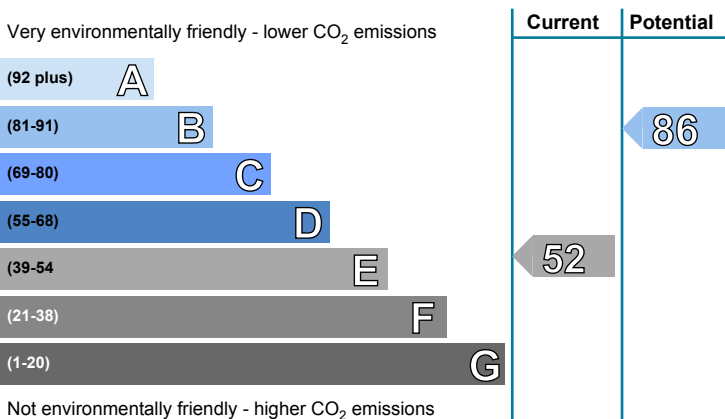 Very environmentally friendly - lower CO₂ emissions
Current
Potential
(92 plus) A
(81-91) B
86
(69-80) C
(55-68) D
(39-54 E
52
(21-38) F
(1-20) G
Not environmentally friendly - higher CO₂ emissions